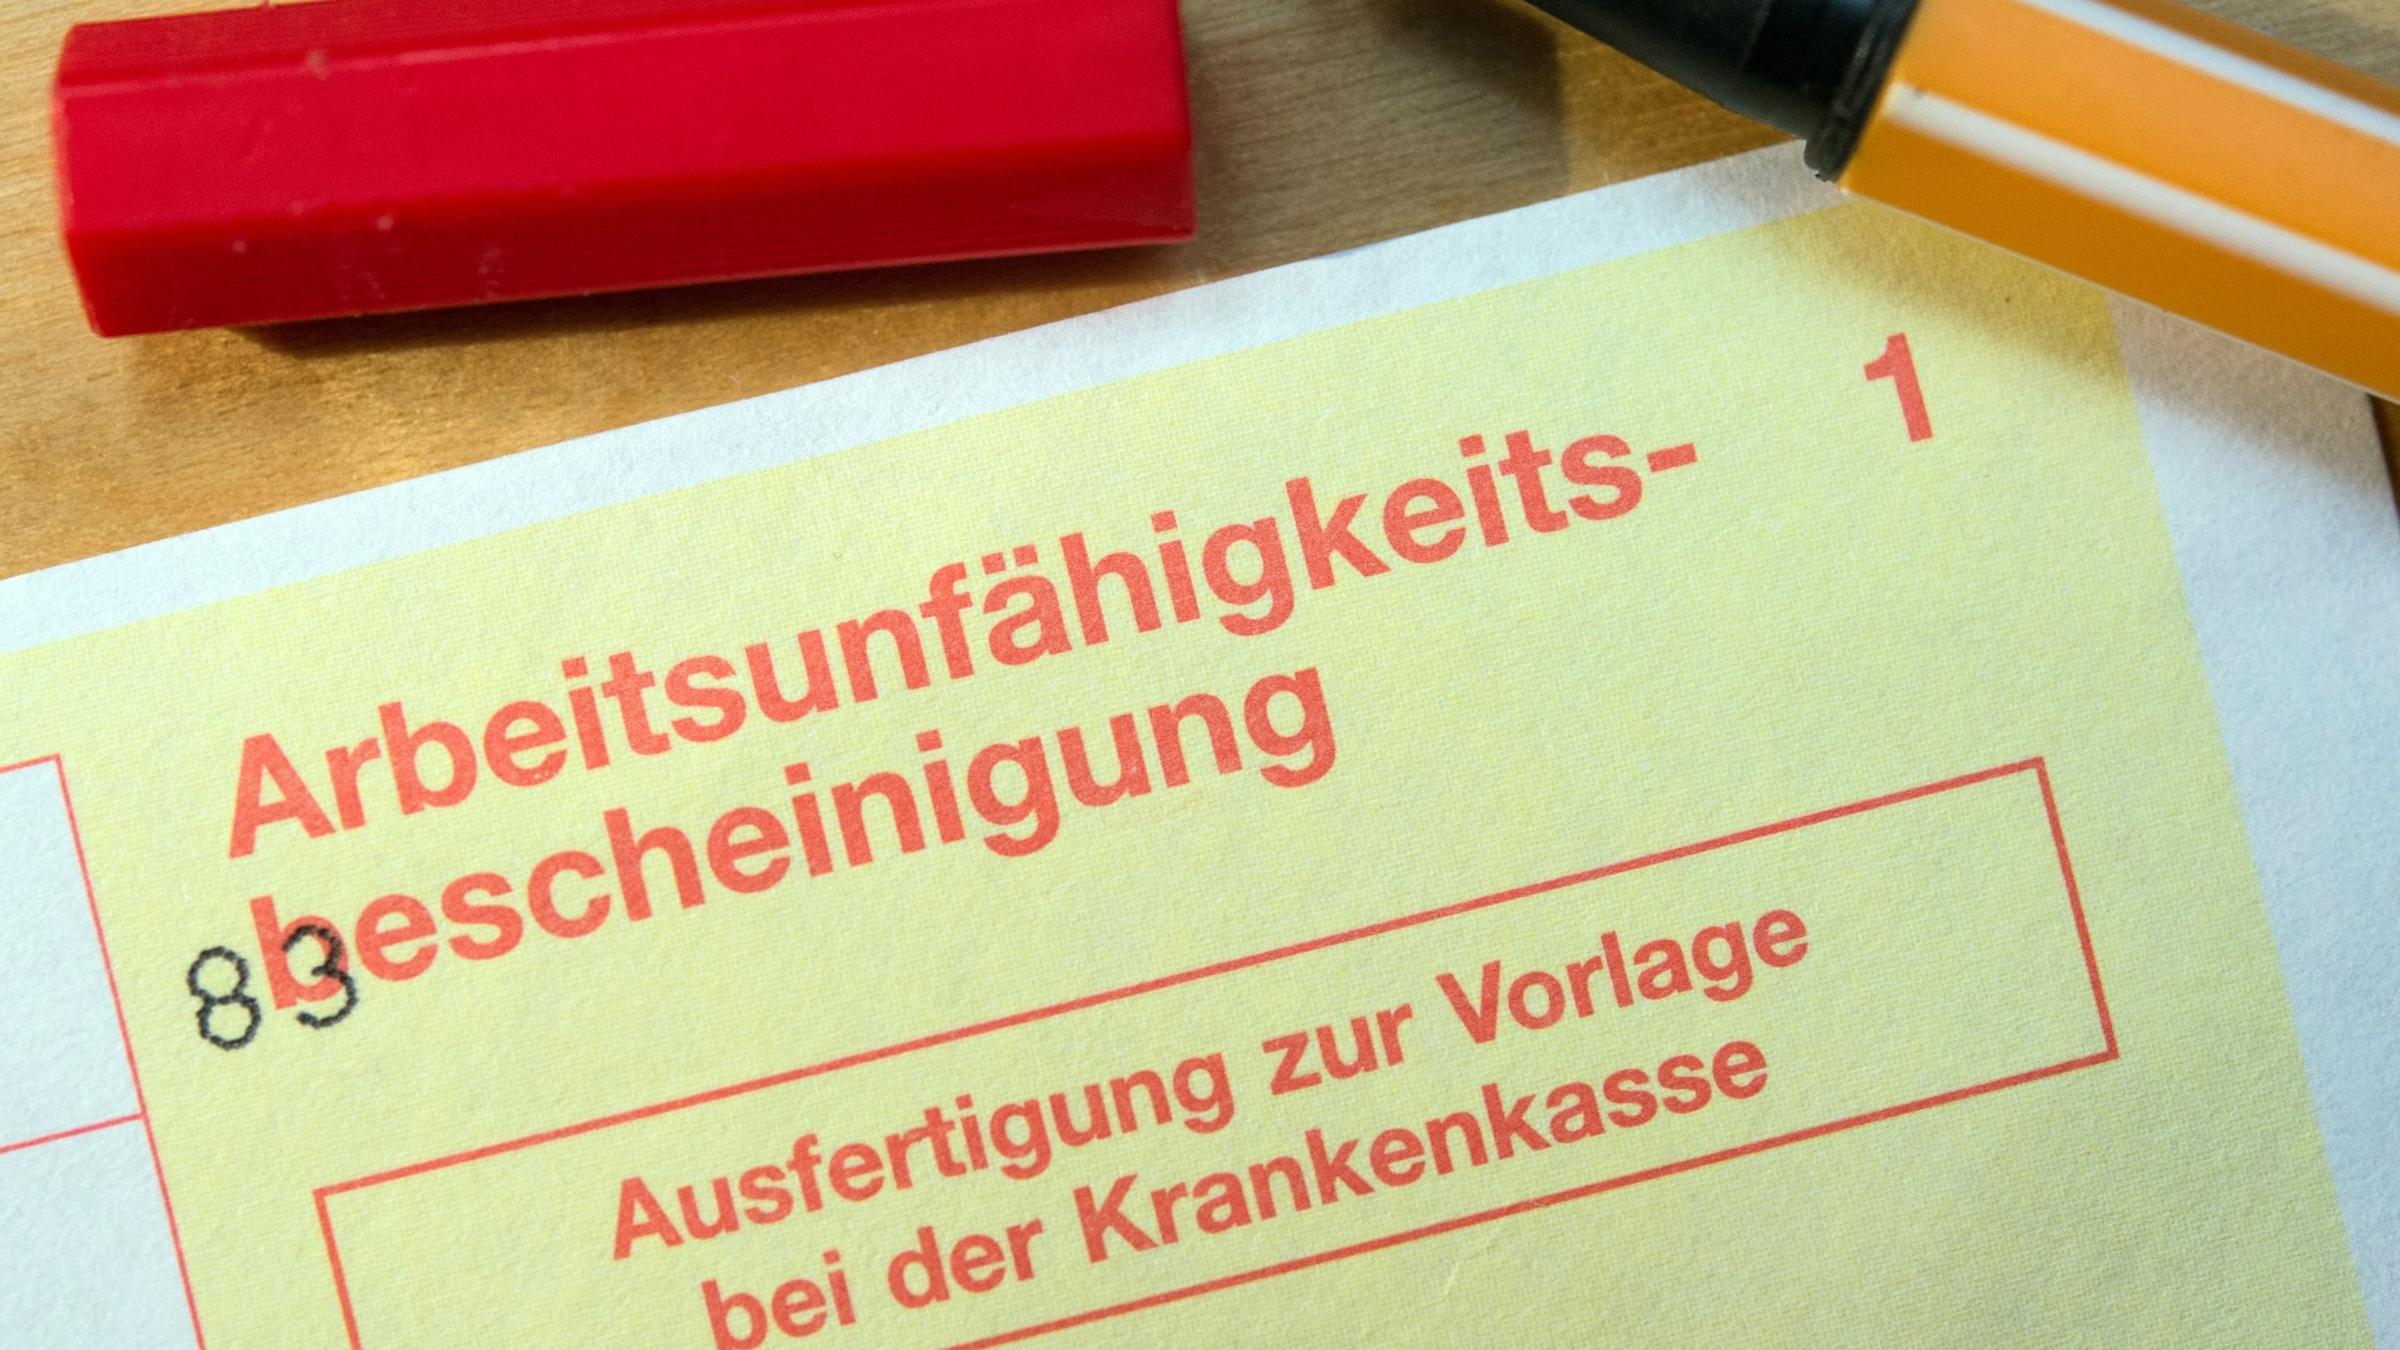 Arbeitsunfähigkeits- 1
bescheinigung
83
Ausfertigung zur Vorlage
bei der Krankenkasse